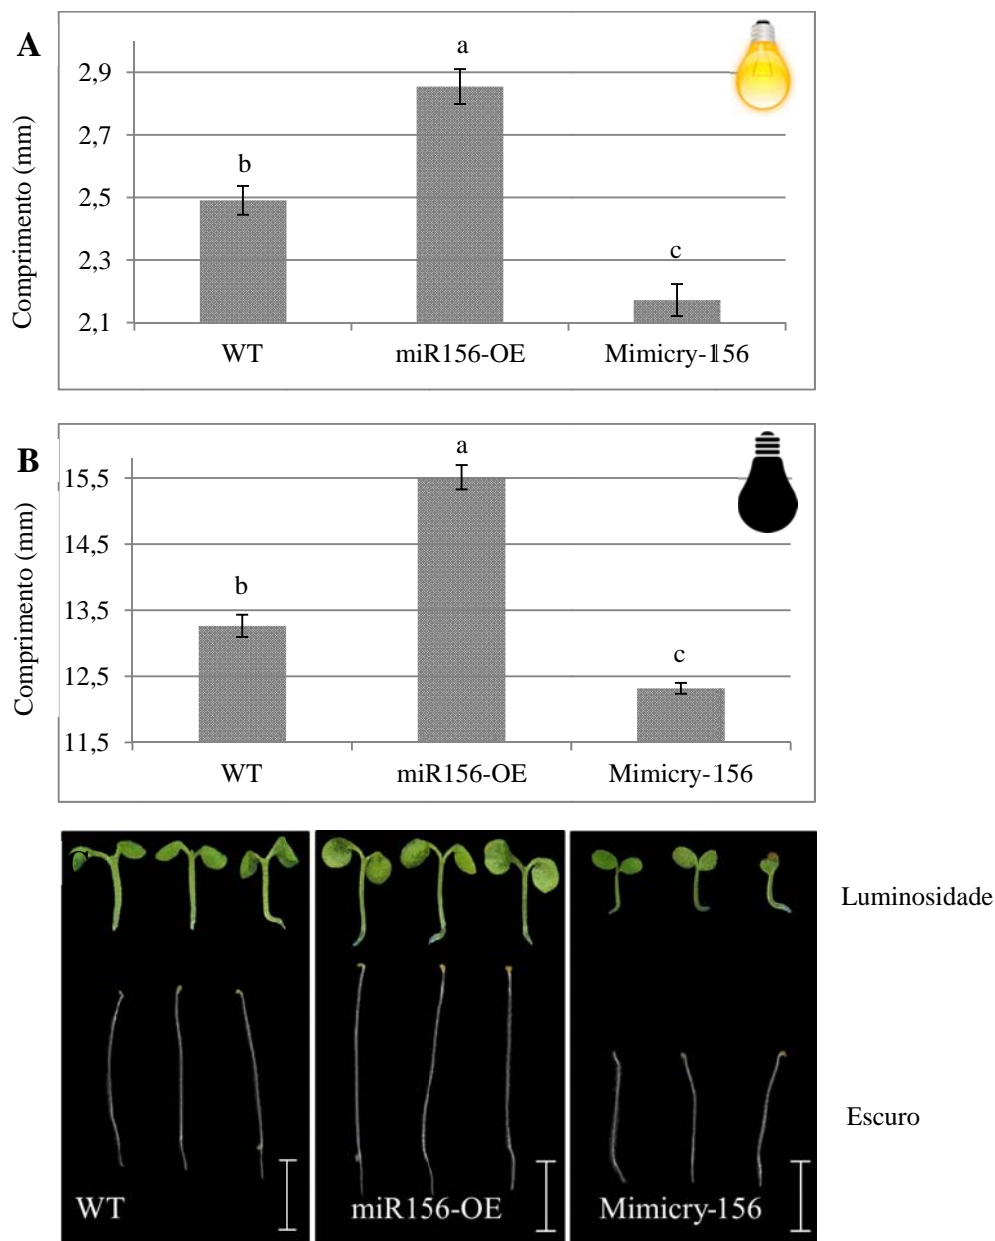 A
Comprimento (mm)
2,9
2,7
2,5
2,3
2,1
b
a
c
WT miR156-OE Mimicry-156
B
Comprimento (mm)
15,5
14,5
13,5
12,5
11,5
b
a
c
WT miR156-OE Mimicry-156
C
Luminosidade
Escuro
WT miR156-OE Mimicry-156